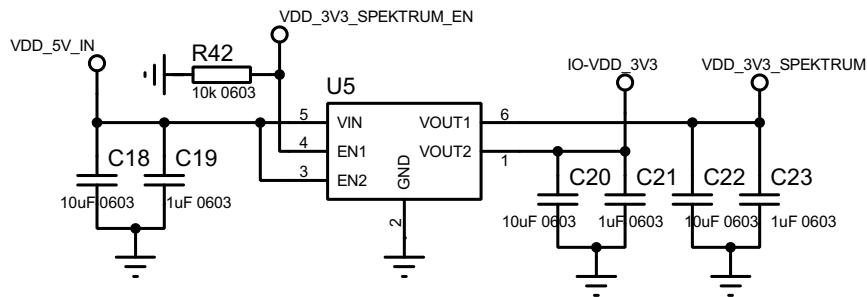 VDD_3V3_SPEKTRUM_EN
VDD_5V_IN
R42
10k 0603
IO-VDD_3V3
VDD_3V3_SPEKTRUM
U5
5 VIN VOUT1 6
4 EN1 VOUT2 1
3 EN2 GND
2
C18 C19 C20 C21 C22 C23
10uF 0603 1uF 0603 10uF 0603 1uF 0603 10uF 0603 1uF 0603